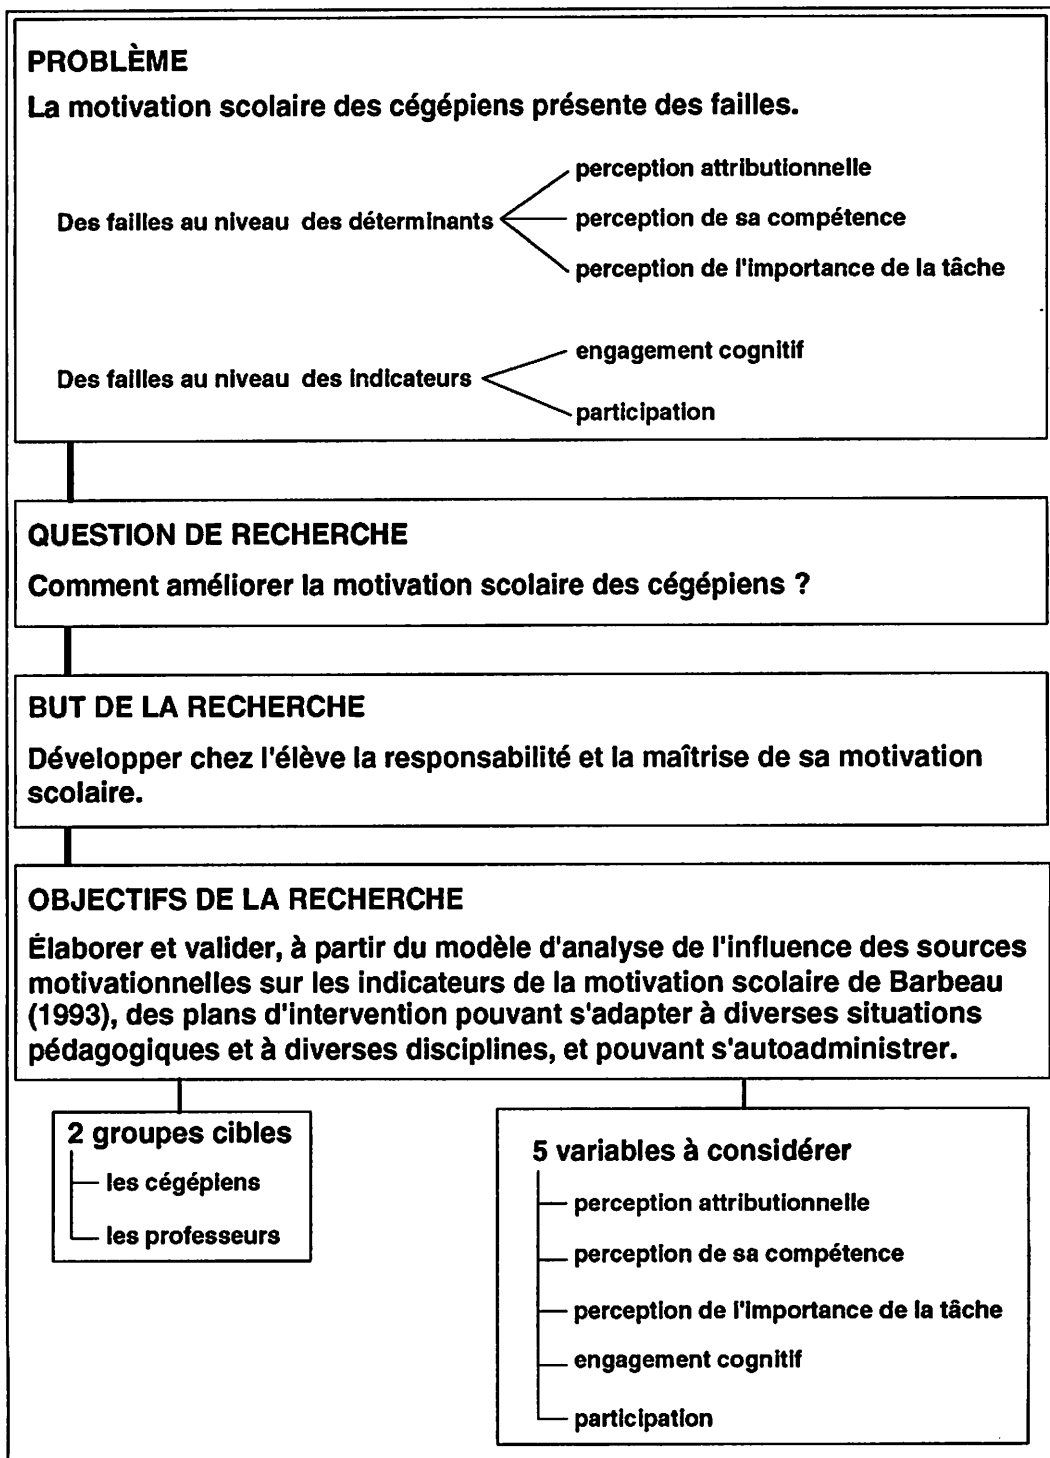 PROBLÈME
La motivation scolaire des cégépiens présente des failles.
perception attributionnelle
Des failles au niveau des déterminants
perception de sa compétence
perception de l'importance de la tâche
engagement cognitif
Des failles au niveau des indicateurs
participation
QUESTION DE RECHERCHE
Comment améliorer la motivation scolaire des cégépiens ?
BUT DE LA RECHERCHE
Développer chez l'élève la responsabilité et la maîtrise de sa motivation
scolaire.
OBJECTIFS DE LA RECHERCHE
Élaborer et valider, à partir du modèle d'analyse de l'influence des sources
motivationnelles sur les indicateurs de la motivation scolaire de Barbeau
(1993), des plans d'intervention pouvant s'adapter à diverses situations
pédagogiques et à diverses disciplines, et pouvant s'autoadministrer.
2 groupes cibles
les cégépiens
les professeurs
5 variables à considérer
perception attributionnelle
perception de sa compétence
perception de l'importance de la tâche
engagement cognitif
participation